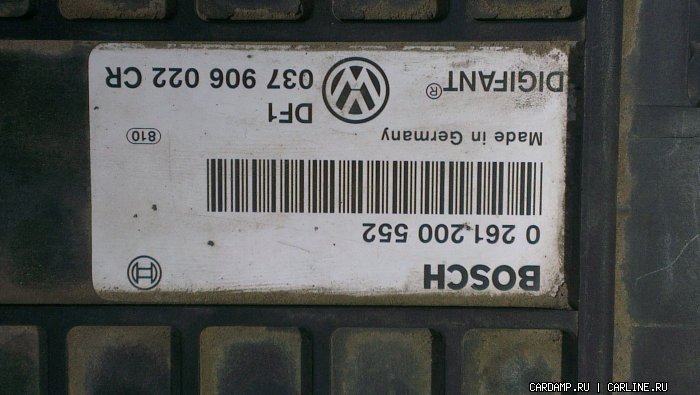 BOSCH
0 261 200 552
Made in Germany
810
DF1
DIGIFANT® 037 906 022 CR
CARDAMP.RU | CARLINE.RU